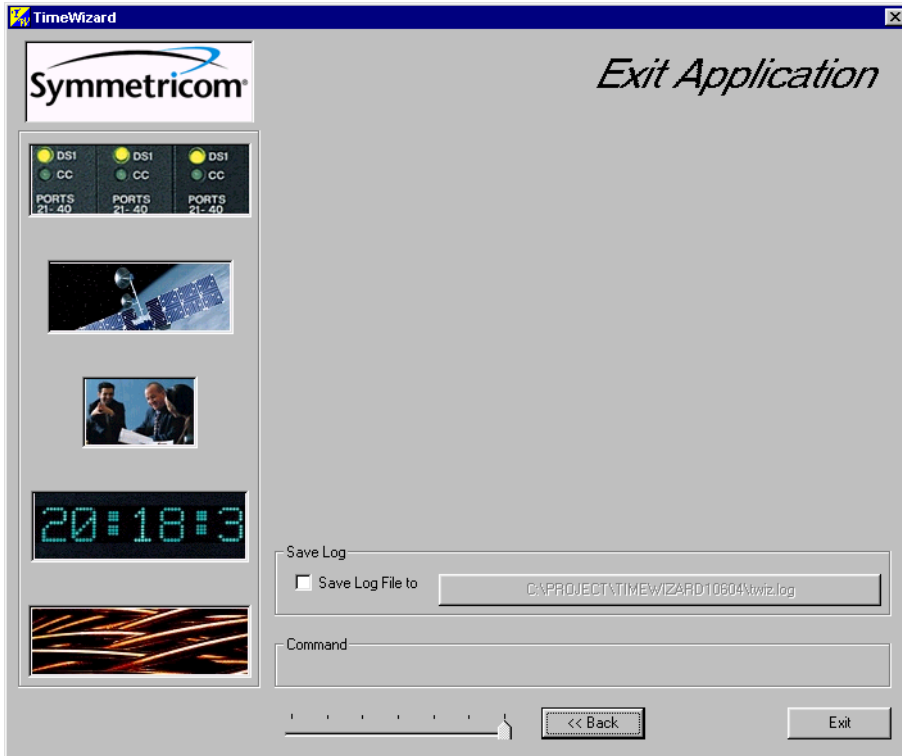 TimeWizard
Symmetricom®
Exit Application
DS1 DS1 DS1
CC CC CC
PORTS PORTS PORTS
21-40 21-40 21-40
20:18:3
Save Log
Save Log File to C:\PROJECT\TIMEWIZARD10604\twiz.log
Command
<< Back Exit